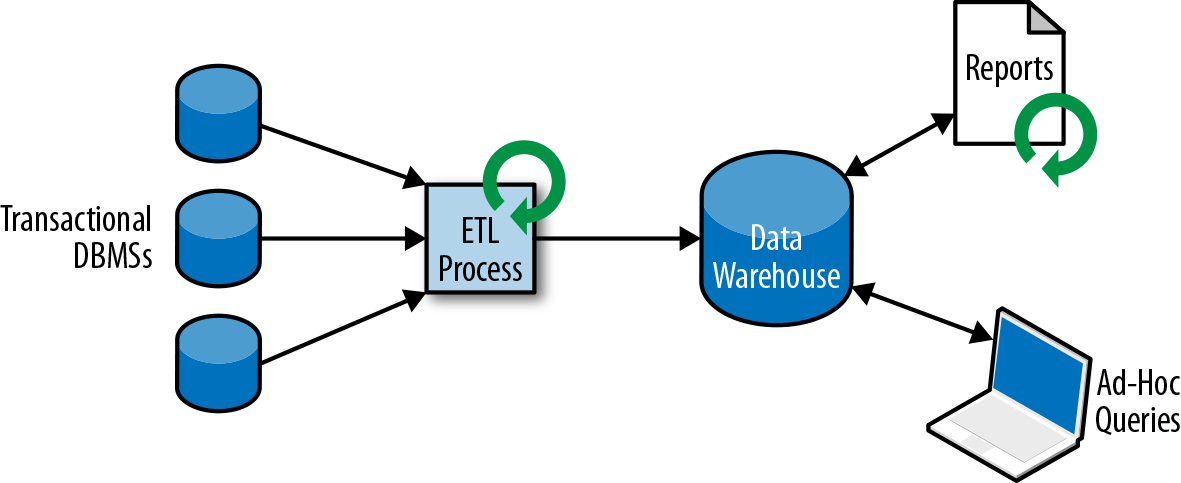 Transactional
DBMSs
ETL
Process
Data
Warehouse
Reports
Ad-Hoc
Queries